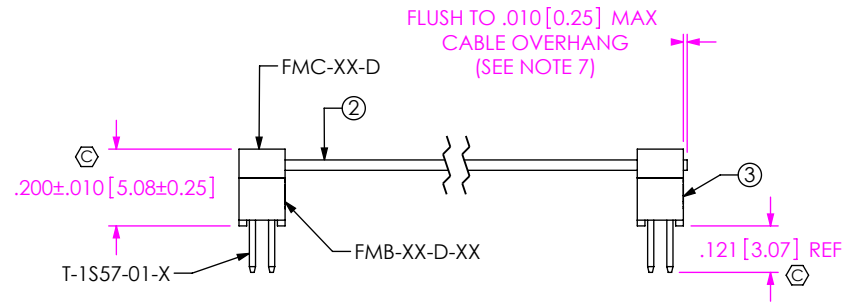 FLUSH TO .010 [0.25] MAX
CABLE OVERHANG
(SEE NOTE 7)
FMC-XX-D
2
C
.200±.010 [5.08±0.25]
3
FMB-XX-D-XX
T-1S57-01-X
.121 [3.07] REF
C